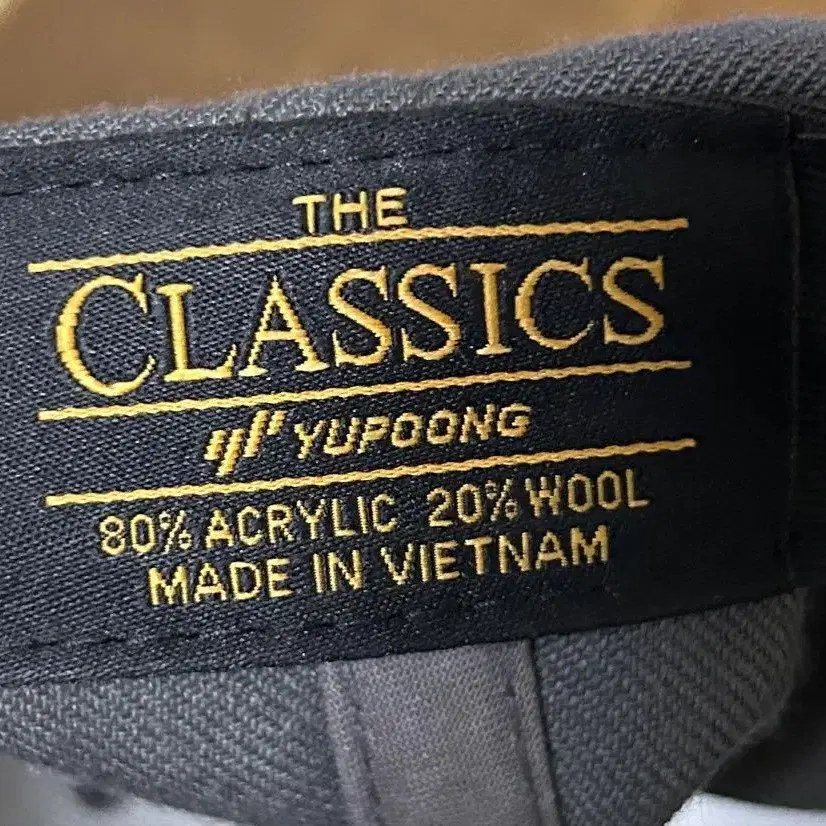 THE
CLASSICS
YUPOONG
80% ACRYLIC 20% WOOL
MADE IN VIETNAM